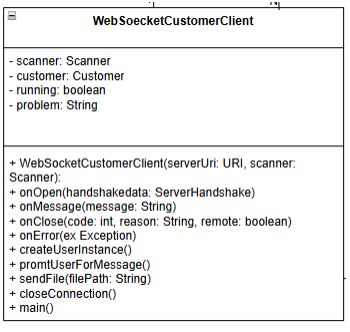 WebSoecketCustomerClient
- scanner: Scanner
- customer: Customer
- running: boolean
- problem: String
+ WebSocketCustomerClient(serverUri: URI, scanner:
Scanner):
+ onOpen(handshakedata: ServerHandshake)
+ onMessage(message: String)
+ onClose(code: int, reason: String, remote: boolean)
+ onError(ex Exception)
+ createUserInstance()
+ promtUserForMessage()
+ sendFile(filePath: String)
+ closeConnection()
+ main()